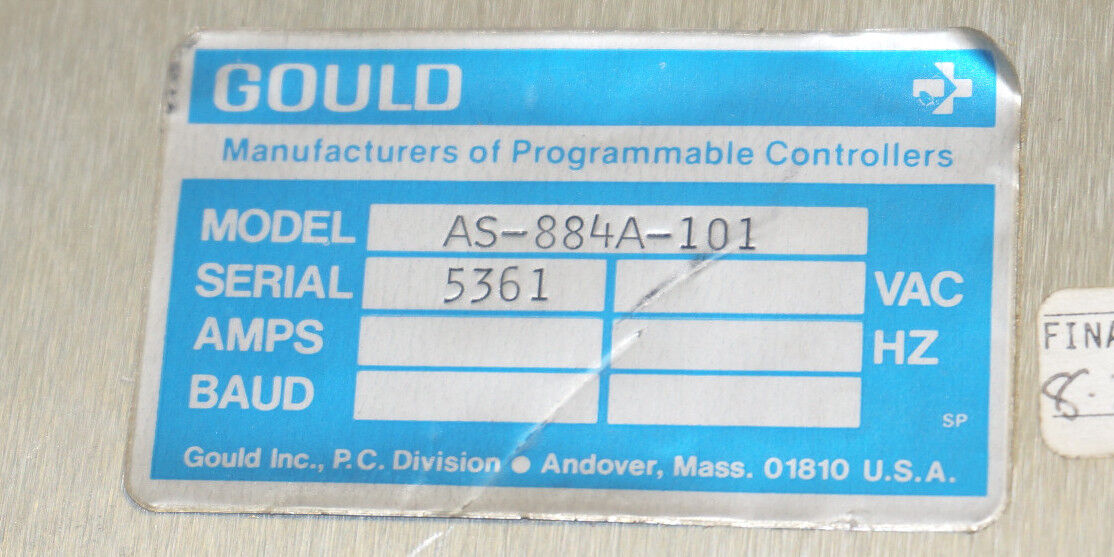 GOULD
Manufacturers of Programmable Controllers
MODEL AS-884A-101
SERIAL 5361 VAC
AMPS HZ
BAUD
SP
Gould Inc., P.C. Division ● Andover, Mass. 01810 U.S.A.
FINA
8.